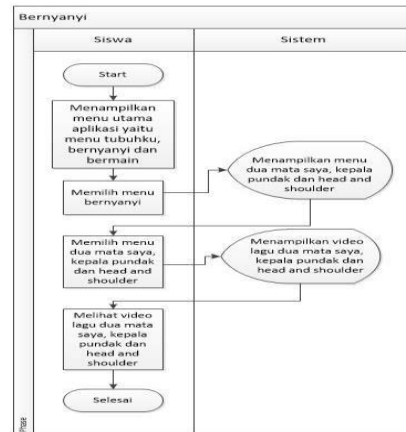 Bernyanyi
Siswa
Sistem
Start
Menampilkan
menu utama
aplikasi yaitu
menu tubuhku,
bernyanyi dan
bermain
Memilih menu
bernyanyi
Menampilkan menu
dua mata saya, kepala
pundak dan head and
shoulder
Memilih menu
dua mata saya,
kepala pundak
dan head and
shoulder
Menampilkan video
lagu dua mata saya,
kepala pundak dan
head and shoulder
Melihat video
lagu dua mata
saya, kepala
pundak dan
head and
shoulder
Selesai
Phase